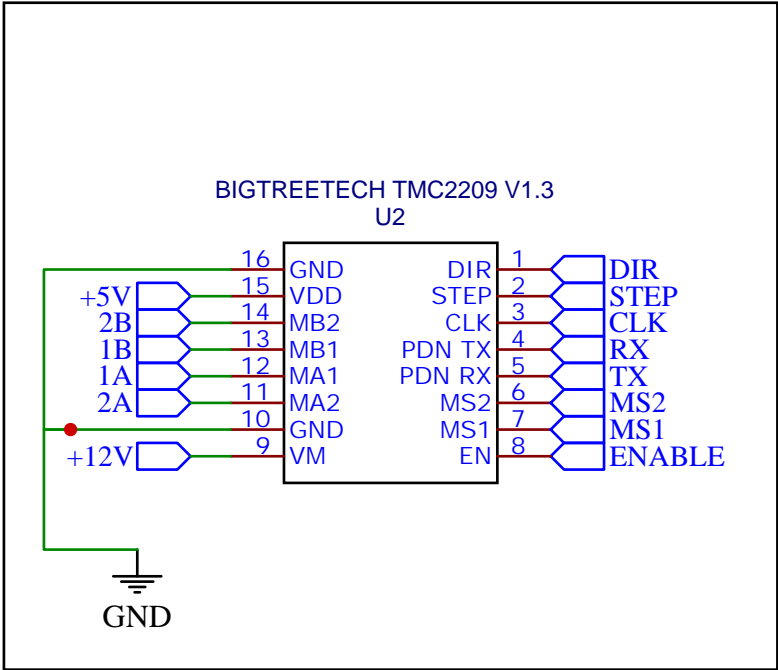 BIGTREETECH TMC2209 V1.3
U2
16 GND DIR 1 DIR
+5V 15 VDD STEP 2 STEP
2B 14 MB2 CLK 3 CLK
1B 13 MB1 PDN TX 4 RX
1A 12 MA1 PDN RX 5 TX
2A 11 MA2 MS2 6 MS2
10 GND MS1 7 MS1
+12V 9 VM EN 8 ENABLE
GND